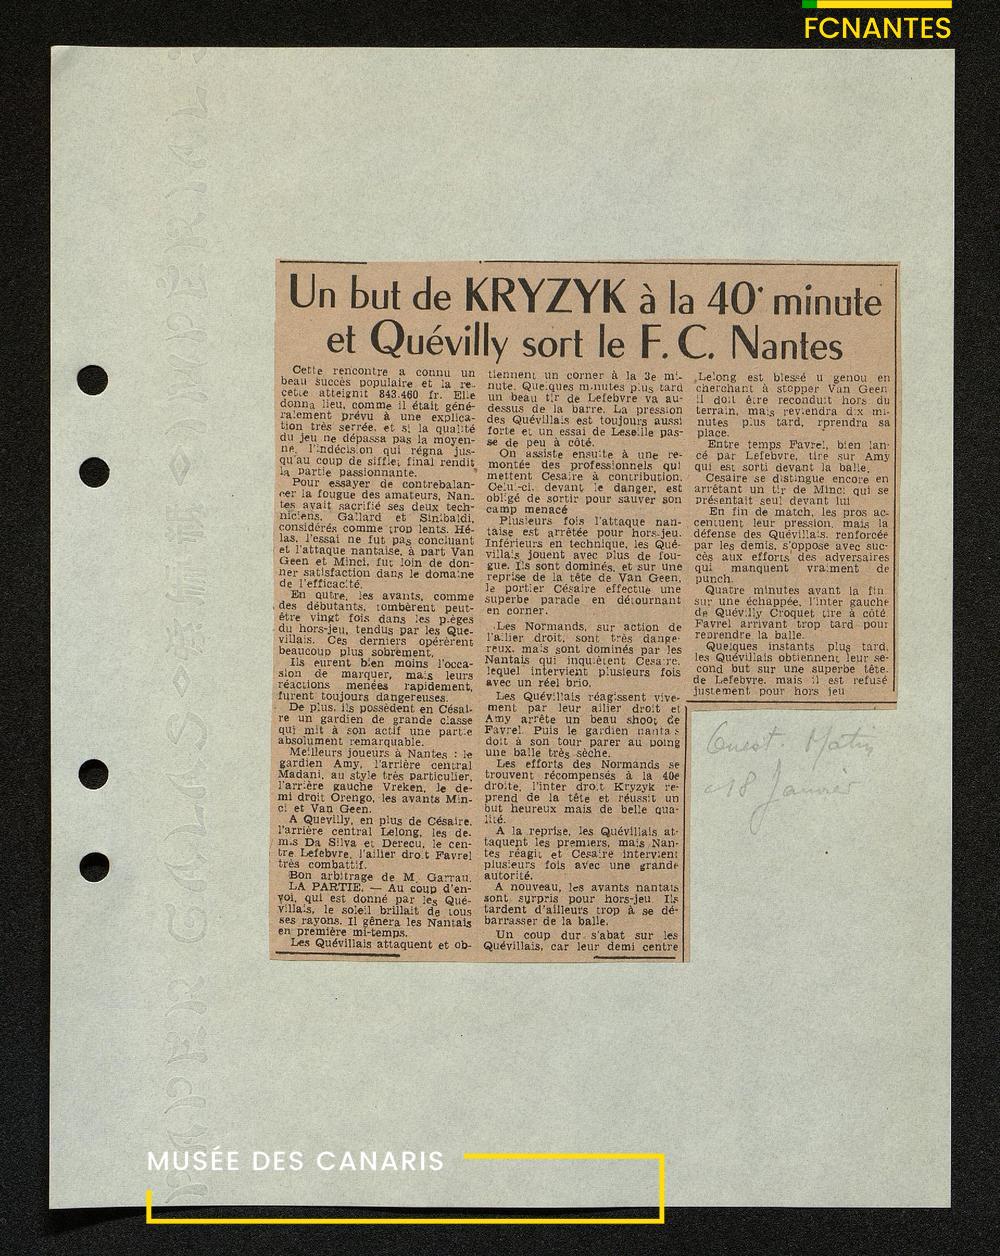 FCNANTES
Un but de KRYZYK à la 40e minute
et Quévilly sort le F. C. Nantes
Cette rencontre a connu un
beau succès populaire et la re-
cette atteignit 843.460 fr. Elle
donna lieu, comme il était géné-
ralement prévu à une explica-
tion très serrée, et si la qualité
du jeu ne dépassa pas la moyen-
ne, l'indécision qui régna jus-
qu'au coup de sifflet final rendit
la partie passionnante.
Pour essayer de contrebalan-
cer la fougue des amateurs, Nan-
tes avait sacrifié ses deux tech-
niciens, Gallard et Sinibaldi,
considérés comme trop lents. Hé-
las, l'essai ne fut pas concluant
et l'attaque nantaise, à part Van
Geen et Minci, fut loin de don-
ner satisfaction dans le domaine
de l'efficacité.
En outre, les avants, comme
des débutants, tombèrent peut-
être vingt fois dans les pièges
du hors-jeu, tendus par les Que-
villais. Ces derniers opérèrent
beaucoup plus sobrement.
Ils eurent bien moins l'occa-
sion de marquer, mais leurs
réactions menées rapidement,
furent toujours dangereuses.
De plus, ils possèdent en Césai-
re un gardien de grande classe
qui mit à son actif une partie
absolument remarquable.
Meilleurs joueurs à Nantes : le
gardien Amy, l'arrière central
Madani, au style très particulier,
l'arrière gauche Vreken, le de-
mi droit Orengo, les avants Min-
ci et Van Geen.
A Quevilly, en plus de Césaire,
l'arrière central Lelong, les de-
mis Da Silva et Derecu, le cen-
tre Lefebvre, l'ailier droit Favrel
très combattif.
Bon arbitrage de M. Garrau.
LA PARTIE. — Au coup d'en-
voi, qui est donné par les Qué-
villais, le soleil brillait de tous
ses rayons. Il gênera les Nantais
en première mi-temps.
Les Quévillais attaquent et ob-
tiennent un corner à la 3e mi-
nute. Quelques minutes plus tard
un beau tir de Lefebvre va au-
dessus de la barre. La pression
des Quévillais est toujours aussi
forte et un essai de Leseille pas-
se de peu à côté.
On assiste ensuite à une re-
montée des professionnels qui
mettent Cesaire à contribution.
Celui-ci, devant le danger, est
obligé de sortir pour sauver son
camp menacé
Plusieurs fois l'attaque nan-
taise est arrêtée pour hors-jeu.
Inférieurs en technique, les Qué-
villais jouent avec plus de fou-
gue. Ils sont dominés, et sur une
reprise de la tête de Van Geen,
le portier Césaire effectue une
superbe parade en détournant
en corner.
Les Normands, sur action de
l'ailier droit, sont très dange-
reux, mais sont dominés par les
Nantais qui inquiètent Cesaire,
lequel intervient plusieurs fois
avec un réel brio.
Les Quévillais réagissent vive-
ment par leur ailier droit et
Amy arrête un beau shoot de
Favrel. Puis le gardien nantais
doit à son tour parer au poing
une balle très sèche.
Les efforts des Normands se
trouvent récompensés à la 40e
droite, l'inter droit Kryzyk re-
prend de la tête et réussit un
but heureux mais de belle qua-
lité.
A la reprise, les Quévillais at-
taquent les premiers, mais Nan-
tes réagit et Cesaire intervient
plusieurs fois avec une grande
autorité.
A nouveau, les avants nantais
sont surpris pour hors-jeu. Ils
tardent d'ailleurs trop à se dé-
barrasser de la balle.
Un coup dur s'abat sur les
Quévillais, car leur demi centre
Lelong est blessé u genou en
cherchant à stopper Van Geen
il doit être reconduit hors du
terrain, mais reviendra dix mi-
nutes plus tard, rprendra sa
place.
Entre temps Favrel, bien lan-
cé par Lefebvre, tire sur Amy
qui est sorti devant la balle.
Cesaire se distingue encore en
arrêtant un tir de Minci qui se
présentait seul devant lui
En fin de match, les pros ac-
centuent leur pression, mais la
défense des Quévillais, renforcée
par les demis, s'oppose avec suc-
cès aux efforts des adversaires
qui manquent vraiment de
punch.
Quatre minutes avant la fin
sur une échappée, l'inter gauche
de Quévilly Croquet tire à côté,
Favrel arrivant trop tard pour
reprendre la balle.
Quelques instants plus tard,
les Quévillais obtiennent leur se-
cond but sur une superbe tête
de Lefebvre, mais il est refusé
justement pour hors jeu
Ouest Matin
18 Janvier
MUSÉE DES CANARIS